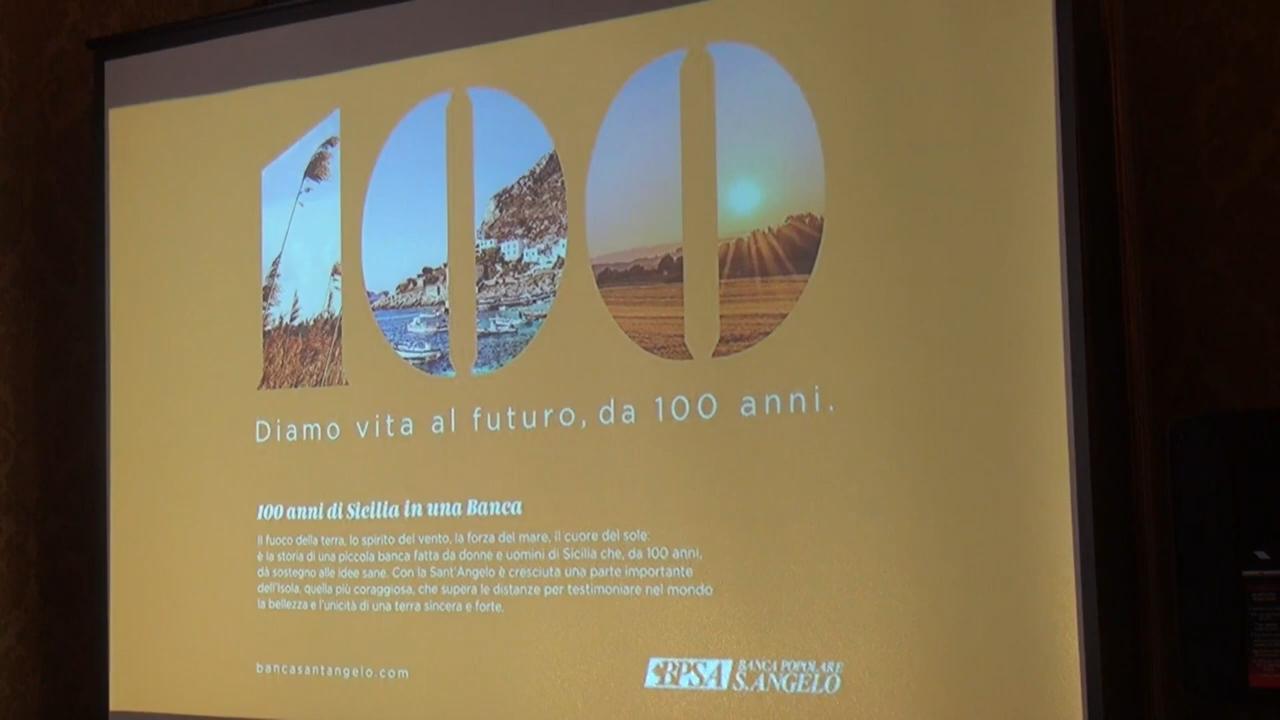 100
Diamo vita al futuro, da 100 anni.
100 anni di Sicilia in una Banca
Il fuoco della terra, lo spirito del vento, la forza del mare, il cuore del sole:
è la storia di una piccola banca fatta da donne e uomini di Sicilia che, da 100 anni,
dà sostegno alle idee sane. Con la Sant'Angelo è cresciuta una parte importante
dell'Isola, quella più coraggiosa, che supera le distanze per testimoniare nel mondo
la bellezza e l'unicità di una terra sincera e forte.
bancasantangelo.com
BPSA BANCA POPOLARE
S.ANGELO